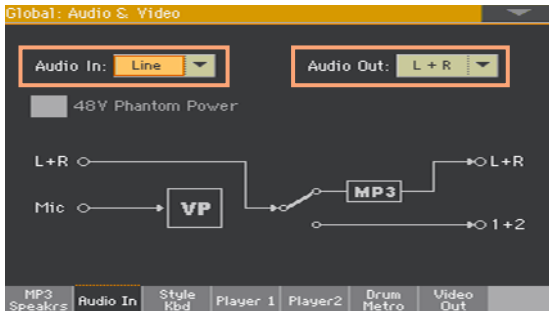 Global: Audio & Video
Audio In: Line
Audio Out: L + R
48V Phantom Power
L+R
L+R
MP3
Mic
VP
1+2
MP3 Speakrs
Audio In
Style Kbd
Player 1
Player2
Drum Metro
Video Out